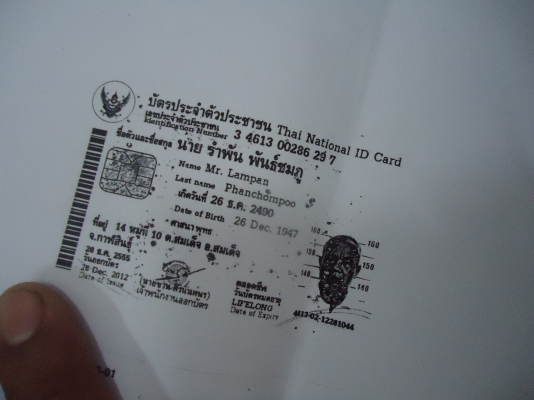 บัตรประจำตัวประชาชน Thai National ID Card
เลขประจำตัวประชาชน
Identification Number 3 4613 00286 29 7
ชื่อตัวและชื่อสกุล นาย รำพัน พันธ์ชมภู
Name Mr. Lampan
Last name Phanchompoo
เกิดวันที่ 26 ธ.ค. 2490
Date of Birth 26 Dec. 1947
ศาสนา พุทธ
ที่อยู่ 14 หมู่ที่ 10 ต.สมเด็จ อ.สมเด็จ
จ.กาฬสินธุ์
26 ธ.ค. 2555
วันออกบัตร
26 Dec. 2012
Date of Issue
เจ้าพนักงานออกบัตร
ตลอดชีพ
วันบัตรหมดอายุ
LIFELONG
Date of Expiry
160 160
150 150
140 140
4613-02-12261044